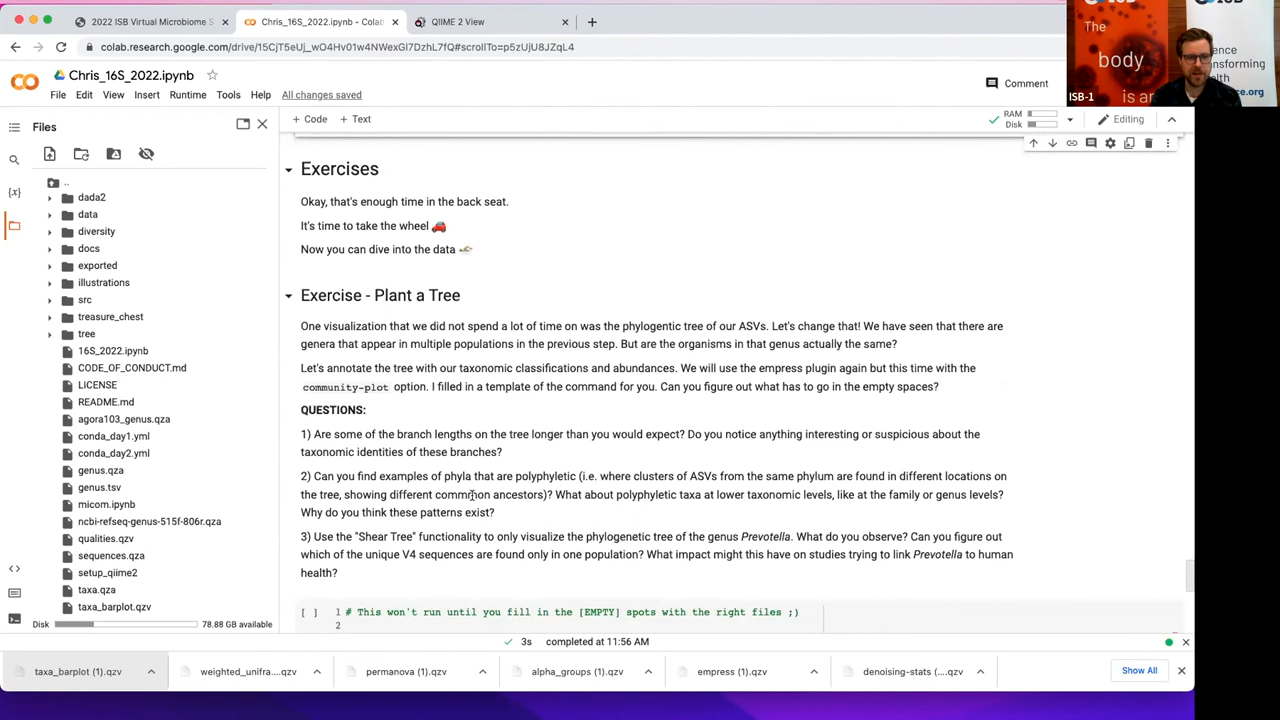 2022 ISB Virtual Microbiome S
Chris_16S_2022.ipynb - Colab
QIIME 2 View
colab.research.google.com/drive/15CjT5eUj_wO4Hv01w4NWexGI7DzhL7fQ#scrollTo=p5zUjU8JZqL4
The
body
is ar
ISB-1
ence
ansforming
alth
ce.org
Chris_16S_2022.ipynb
File Edit View Insert Runtime Tools Help All changes saved
Comment
Files
+ Code + Text
RAM
Disk
Editing
..
dada2
data
diversity
docs
exported
illustrations
src
treasure_chest
tree
16S_2022.ipynb
CODE_OF_CONDUCT.md
LICENSE
README.md
agora103_genus.qza
conda_day1.yml
conda_day2.yml
genus.qza
genus.tsv
micom.ipynb
ncbi-refseq-genus-515f-806r.qza
qualities.qzv
sequences.qza
setup_qiime2
taxa.qza
taxa_barplot.qzv
Disk 78.88 GB available
Exercises
Okay, that's enough time in the back seat.
It's time to take the wheel 🚗
Now you can dive into the data 🏊
Exercise - Plant a Tree
One visualization that we did not spend a lot of time on was the phylogentic tree of our ASVs. Let's change that! We have seen that there are
genera that appear in multiple populations in the previous step. But are the organisms in that genus actually the same?
Let's annotate the tree with our taxonomic classifications and abundances. We will use the empress plugin again but this time with the
community-plot option. I filled in a template of the command for you. Can you figure out what has to go in the empty spaces?
QUESTIONS:
1) Are some of the branch lengths on the tree longer than you would expect? Do you notice anything interesting or suspicious about the
taxonomic identities of these branches?
2) Can you find examples of phyla that are polyphyletic (i.e. where clusters of ASVs from the same phylum are found in different locations on
the tree, showing different common ancestors)? What about polyphyletic taxa at lower taxonomic levels, like at the family or genus levels?
Why do you think these patterns exist?
3) Use the "Shear Tree" functionality to only visualize the phylogenetic tree of the genus Prevotella. What do you observe? Can you figure out
which of the unique V4 sequences are found only in one population? What impact might this have on studies trying to link Prevotella to human
health?
[ ] 1 # This won't run until you fill in the [EMPTY] spots with the right files ;)
2
3s completed at 11:56 AM
taxa_barplot (1).qzv
weighted_unifra....qzv
permanova (1).qzv
alpha_groups (1).qzv
empress (1).qzv
denoising-stats (....qzv
Show All